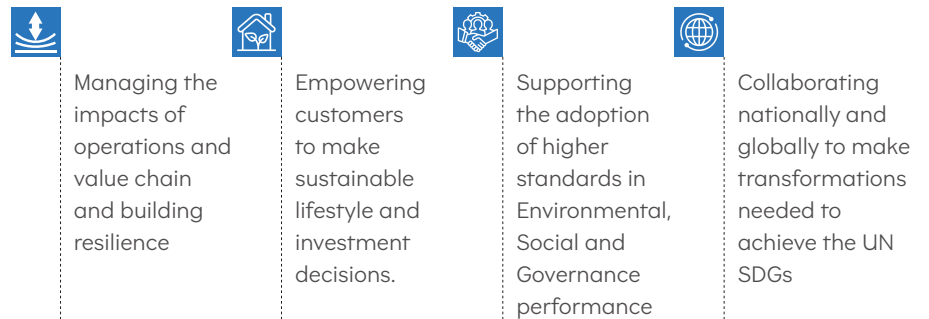 Managing the
impacts of
operations and
value chain
and building
resilience
Empowering
customers
to make
sustainable
lifestyle and
investment
decisions.
Supporting
the adoption
of higher
standards in
Environmental,
Social and
Governance
performance
Collaborating
nationally and
globally to make
transformations
needed to
achieve the UN
SDGs